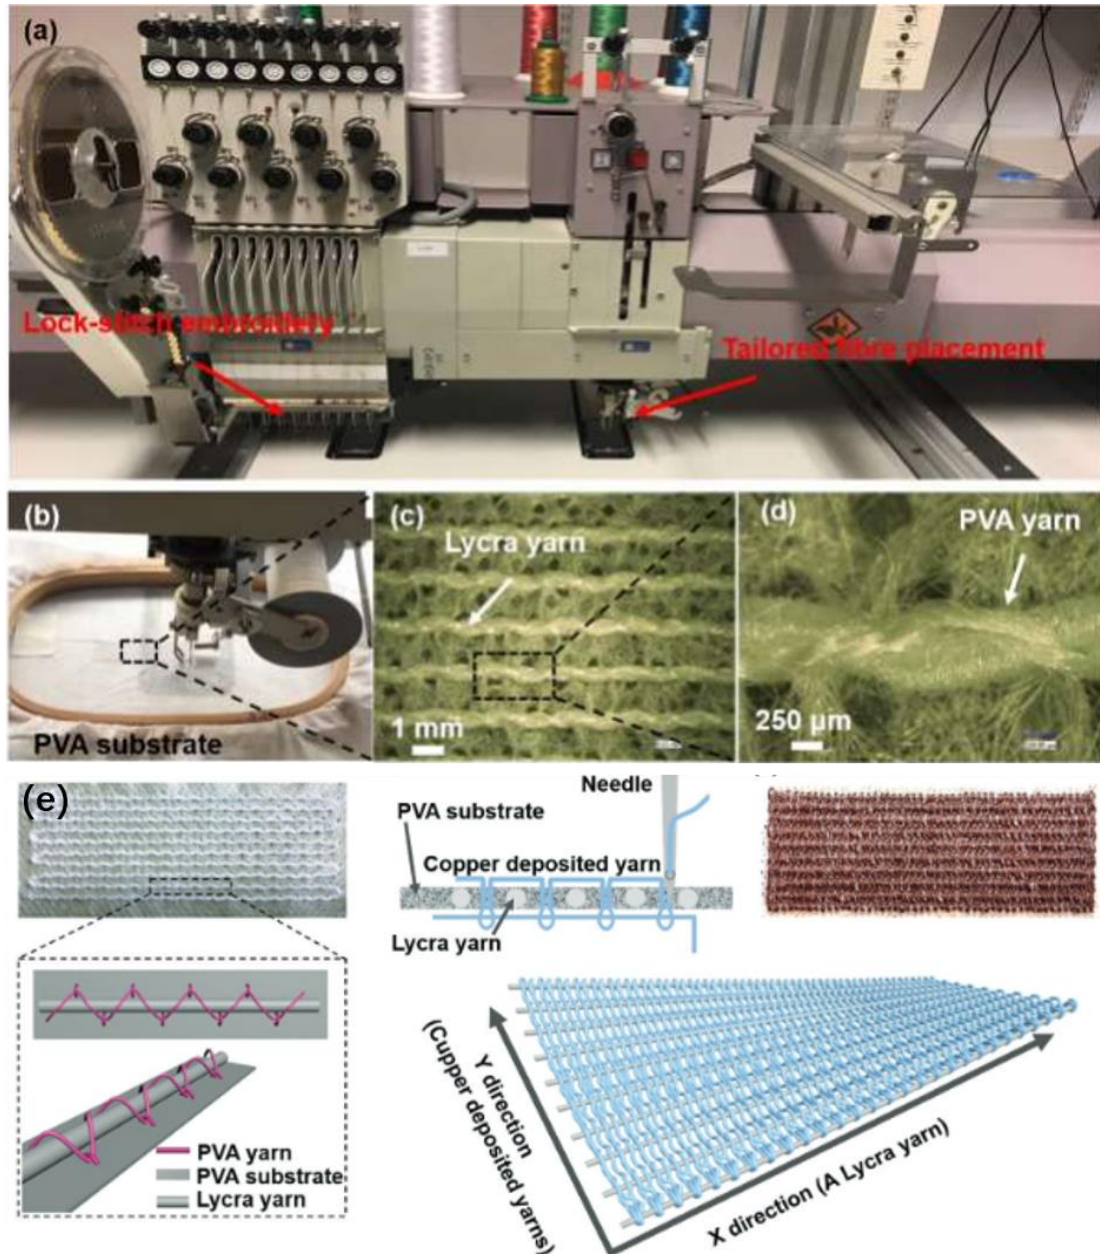 (a)
Lock-stitch embroidery
Tailored fibre placement
(b)
PVA substrate
(c)
Lycra yarn
1 mm
(d)
PVA yarn
250 µm
(e)
PVA yarn
PVA substrate
Lycra yarn
Needle
PVA substrate
Copper deposited yarn
Lycra yarn
Y direction
(Cupper deposited yarns)
X direction (A Lycra yarn)